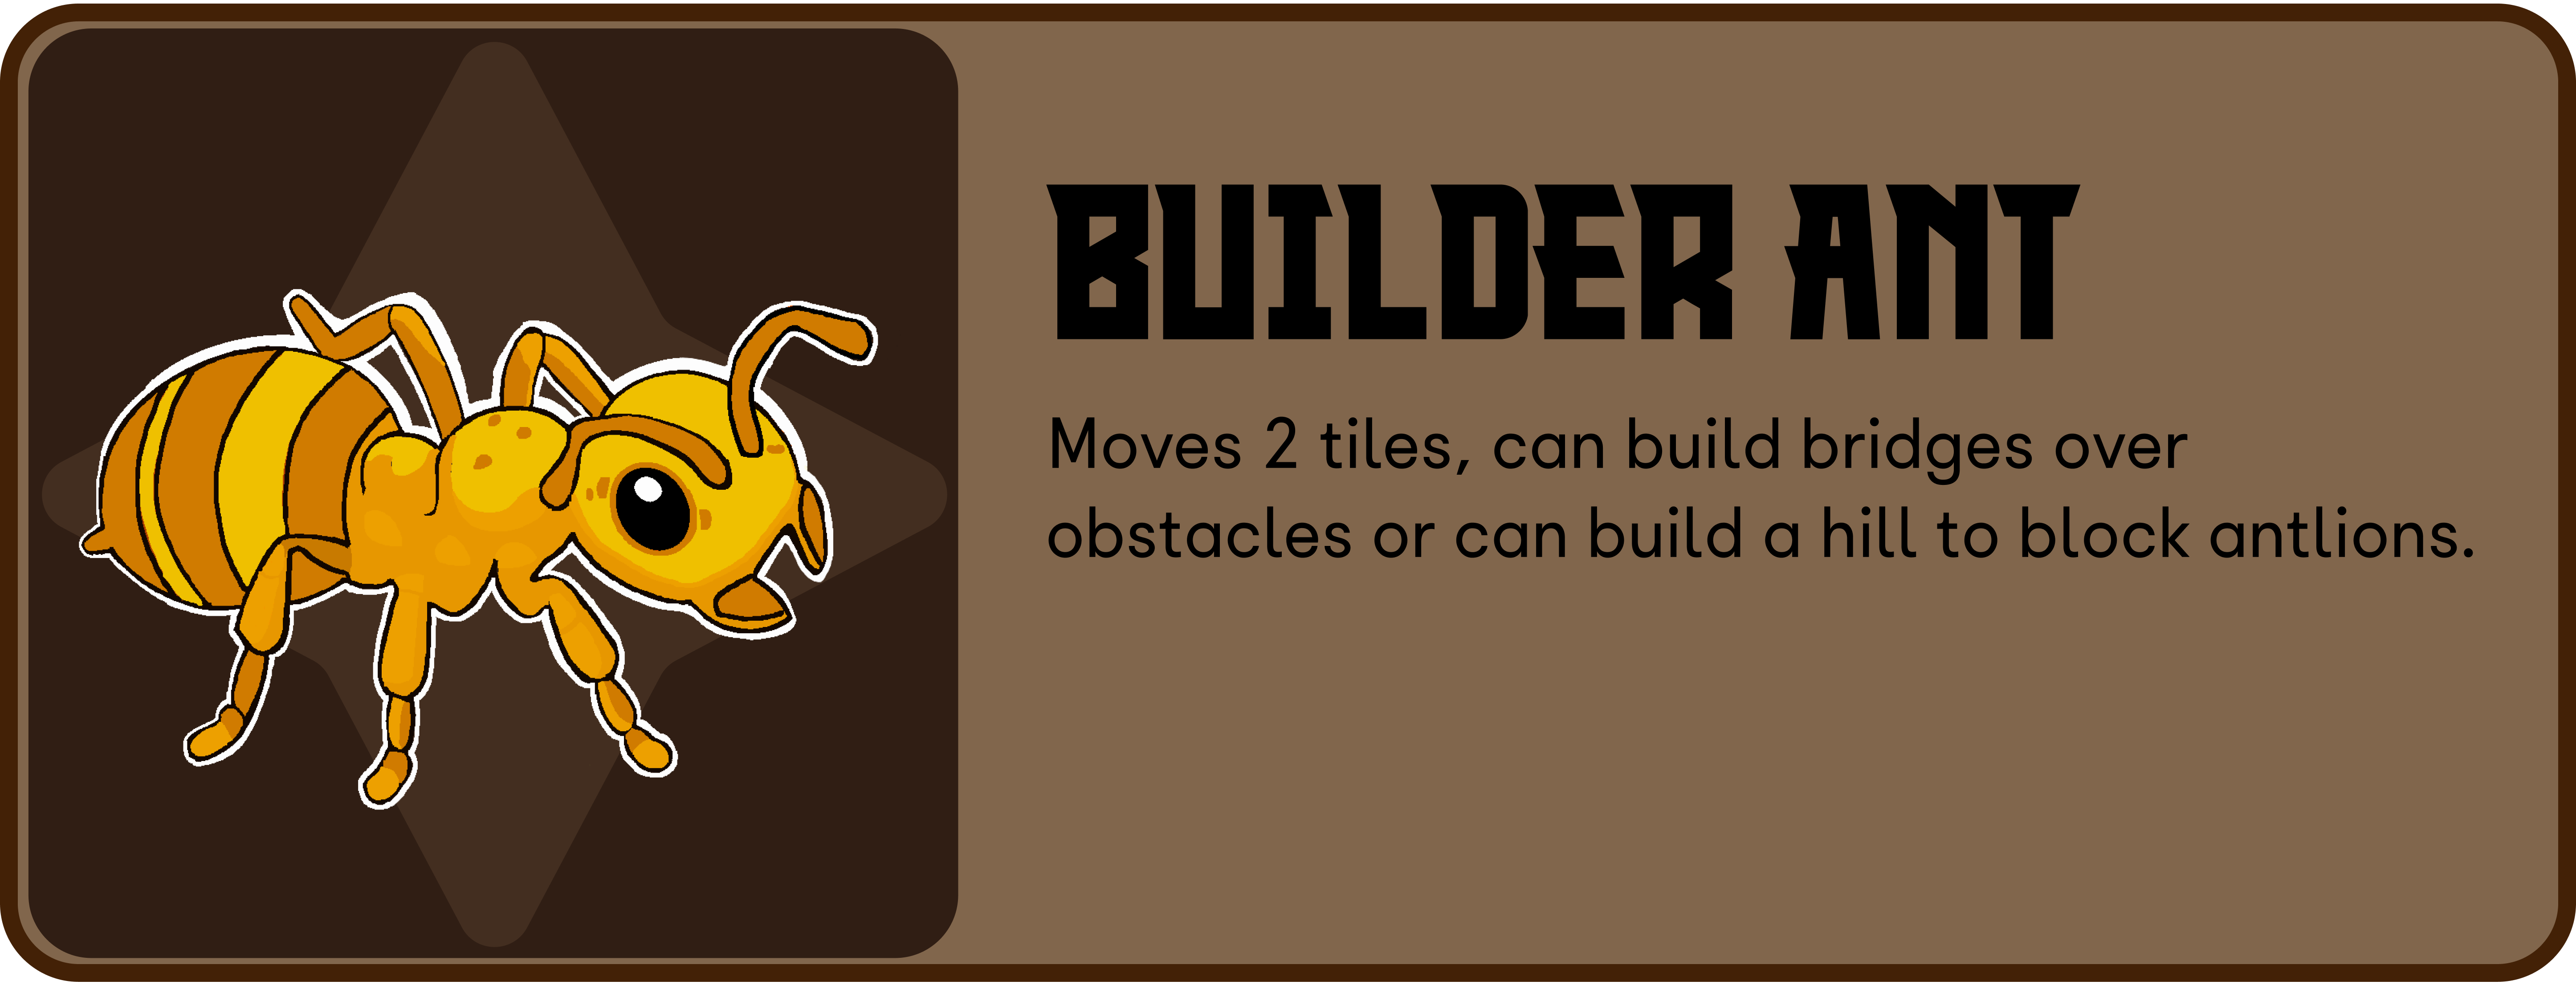 BUILDER ANT
Moves 2 tiles, can build bridges over
obstacles or can build a hill to block antlions.